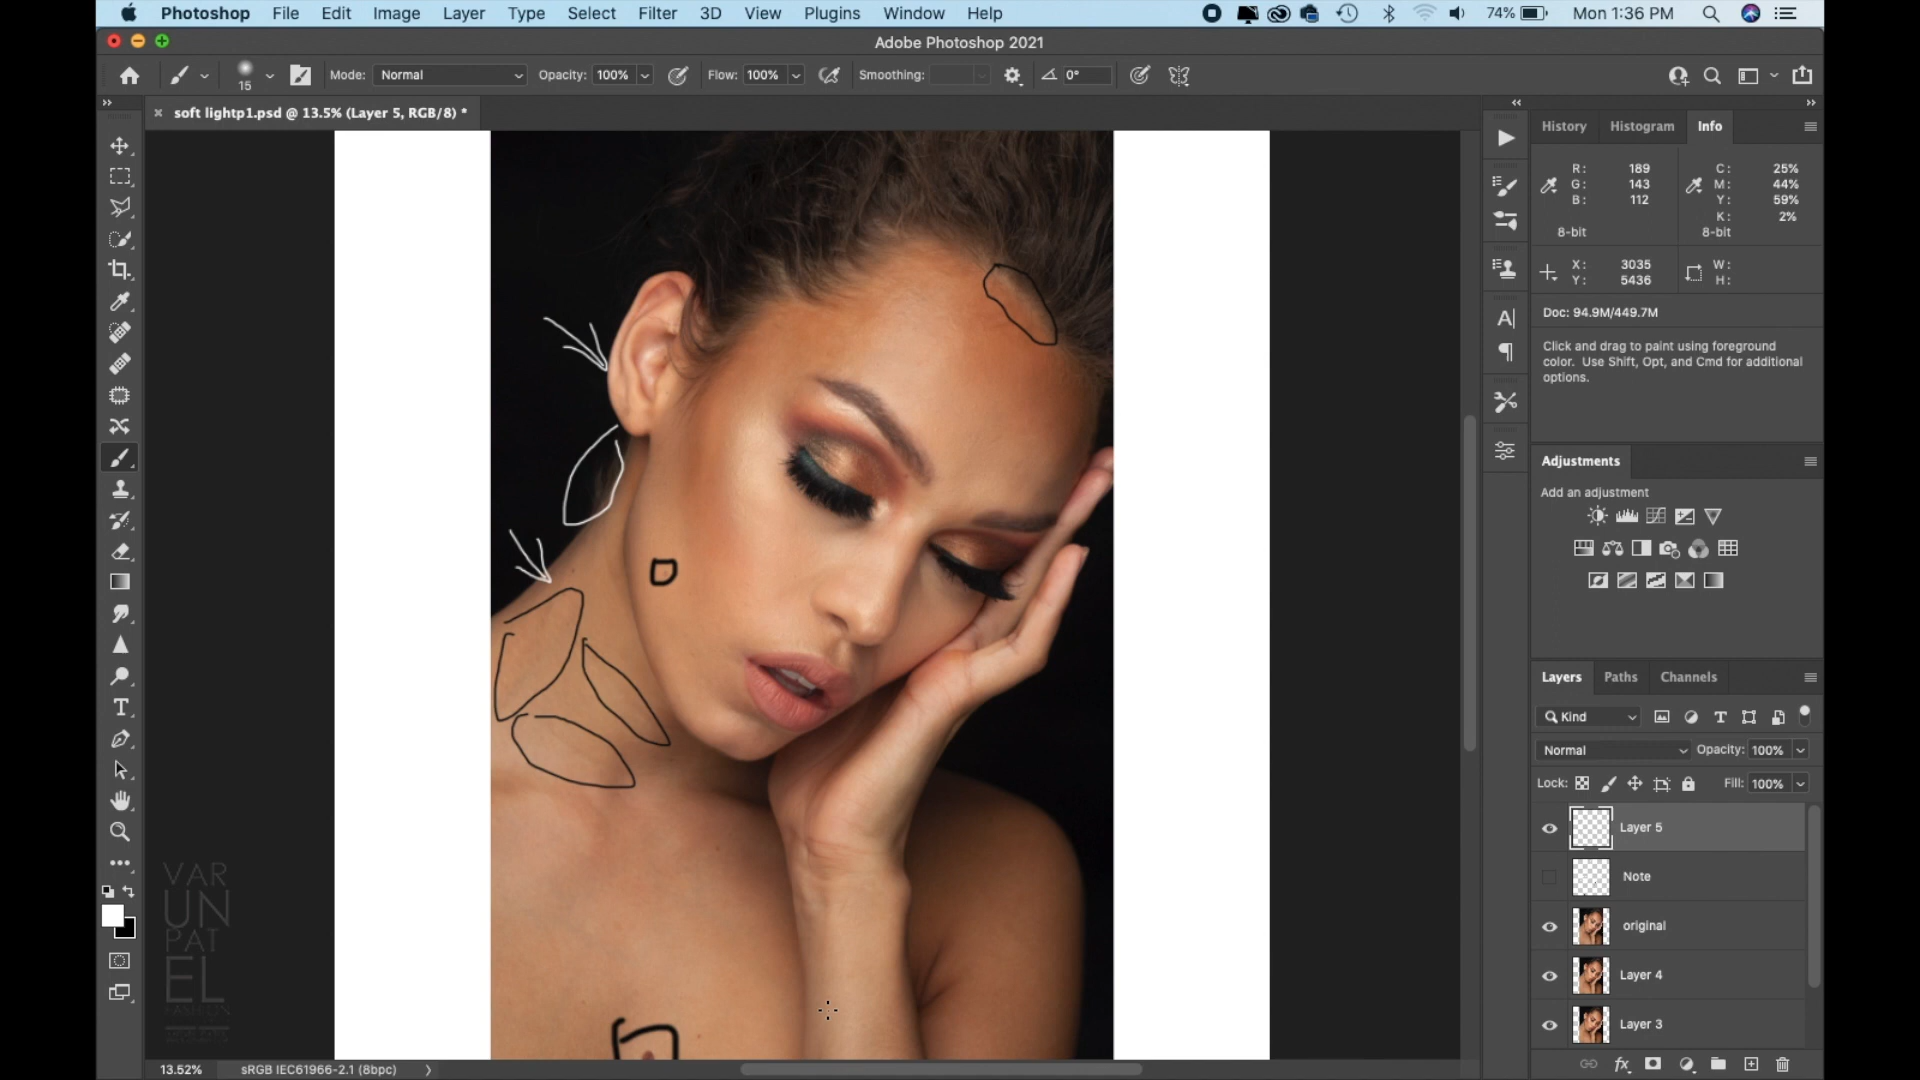 Photoshop File Edit Image Layer Type Select Filter 3D View Plugins Window Help 74% Mon 1:36 PM
Adobe Photoshop 2021
15 Mode: Normal Opacity: 100% Flow: 100% Smoothing: 0°
soft lightp1.psd @ 13.5% (Layer 5, RGB/8) *
History Histogram Info
R: 189 C: 25%
G: 143 M: 44%
B: 112 Y: 59%
K: 2%
8-bit 8-bit
X: 3035 W:
Y: 5436 H:
Doc: 94.9M/449.7M
Click and drag to paint using foreground
color. Use Shift, Opt, and Cmd for additional
options.
Adjustments
Add an adjustment
Layers Paths Channels
Kind
Normal Opacity: 100%
Lock: Fill: 100%
Layer 5
Note
original
Layer 4
Layer 3
VAR
UN
PAT
EL
FASHION
13.52% sRGB IEC61966-2.1 (8bpc)